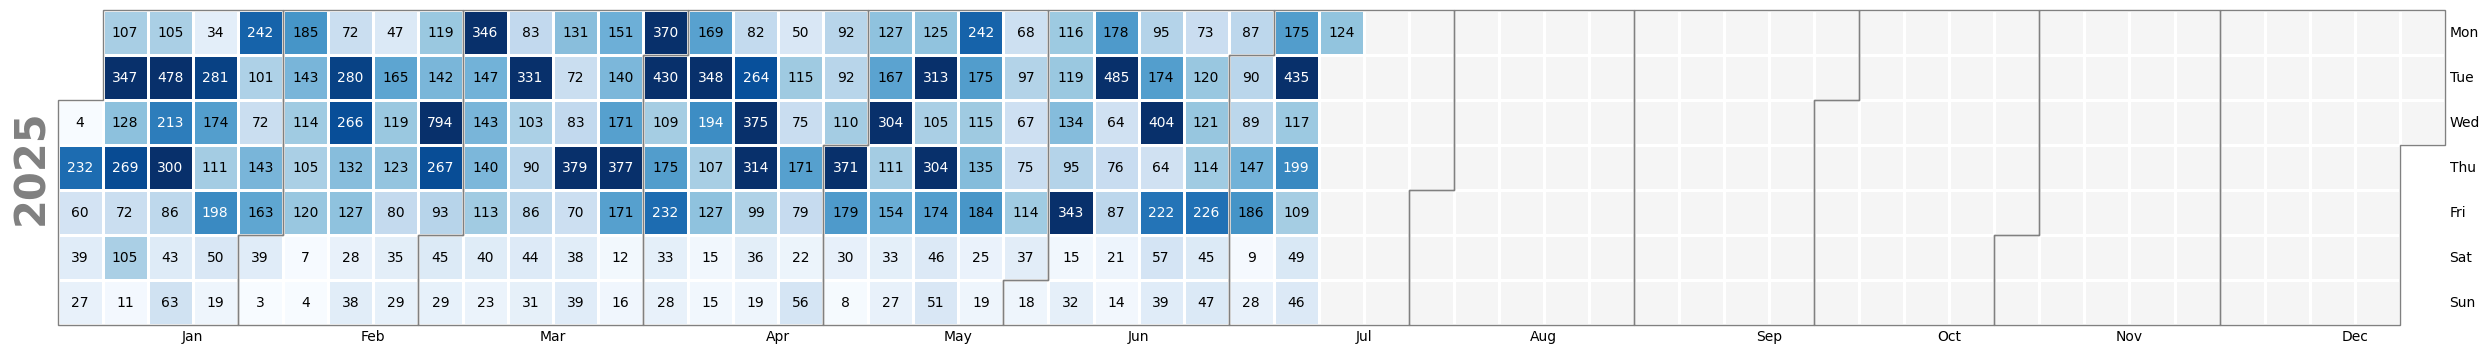 107 105 34 242 185 72 47 119 346 83 131 151 370 169 82 50 92 127 125 242 68 116 178 95 73 87 175 124 Mon
347 478 281 101 143 280 165 142 147 331 72 140 430 348 264 115 92 167 313 175 97 119 485 174 120 90 435 Tue
4 128 213 174 72 114 266 119 794 143 103 83 171 109 194 375 75 110 304 105 115 67 134 64 404 121 89 117 Wed
232 269 300 111 143 105 132 123 267 140 90 379 377 175 107 314 171 371 111 304 135 75 95 76 64 114 147 199 Thu
60 72 86 198 163 120 127 80 93 113 86 70 171 232 127 99 79 179 154 174 184 114 343 87 222 226 186 109 Fri
39 105 43 50 39 7 28 35 45 40 44 38 12 33 15 36 22 30 33 46 25 37 15 21 57 45 9 49 Sat
27 11 63 19 3 4 38 29 29 23 31 39 16 28 15 19 56 8 27 51 19 18 32 14 39 47 28 46 Sun
2025
Jan Feb Mar Apr May Jun Jul Aug Sep Oct Nov Dec